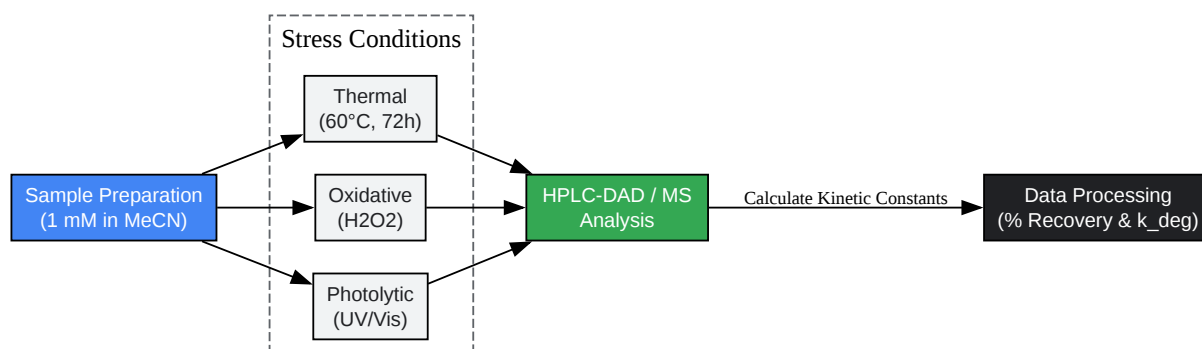 Stress Conditions
Thermal
(60°C, 72h)
Sample Preparation
(1 mM in MeCN)
Oxidative
(H2O2)
HPLC-DAD / MS
Analysis
Calculate Kinetic Constants
Data Processing
(% Recovery & k_deg)
Photolytic
(UV/Vis)